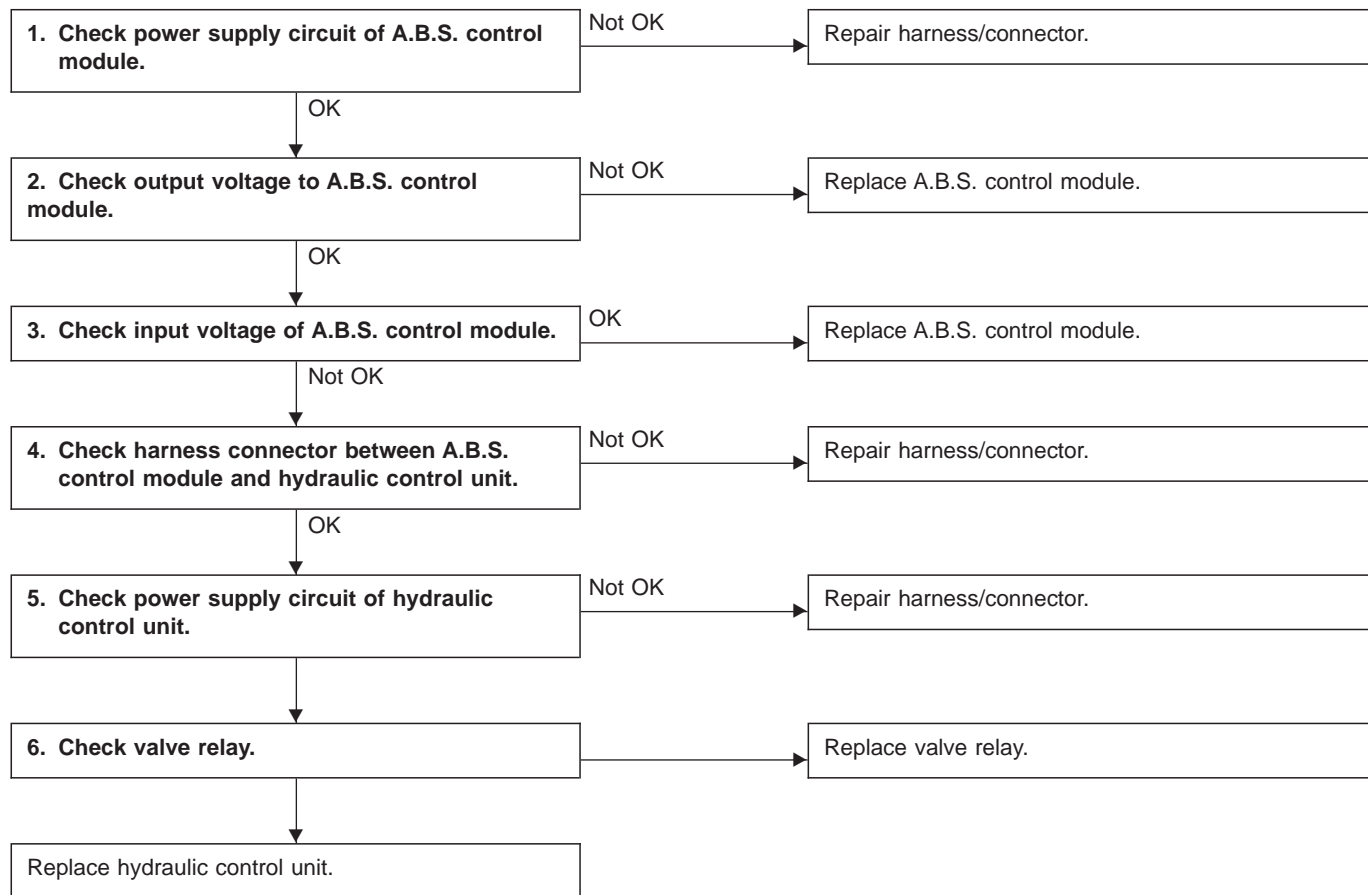 1. Check power supply circuit of A.B.S. control
module.
Not OK
Repair harness/connector.
OK
2. Check output voltage to A.B.S. control
module.
Not OK
Replace A.B.S. control module.
OK
3. Check input voltage of A.B.S. control module.
OK
Replace A.B.S. control module.
Not OK
4. Check harness connector between A.B.S.
control module and hydraulic control unit.
Not OK
Repair harness/connector.
OK
5. Check power supply circuit of hydraulic
control unit.
Not OK
Repair harness/connector.
6. Check valve relay.
Replace valve relay.
Replace hydraulic control unit.